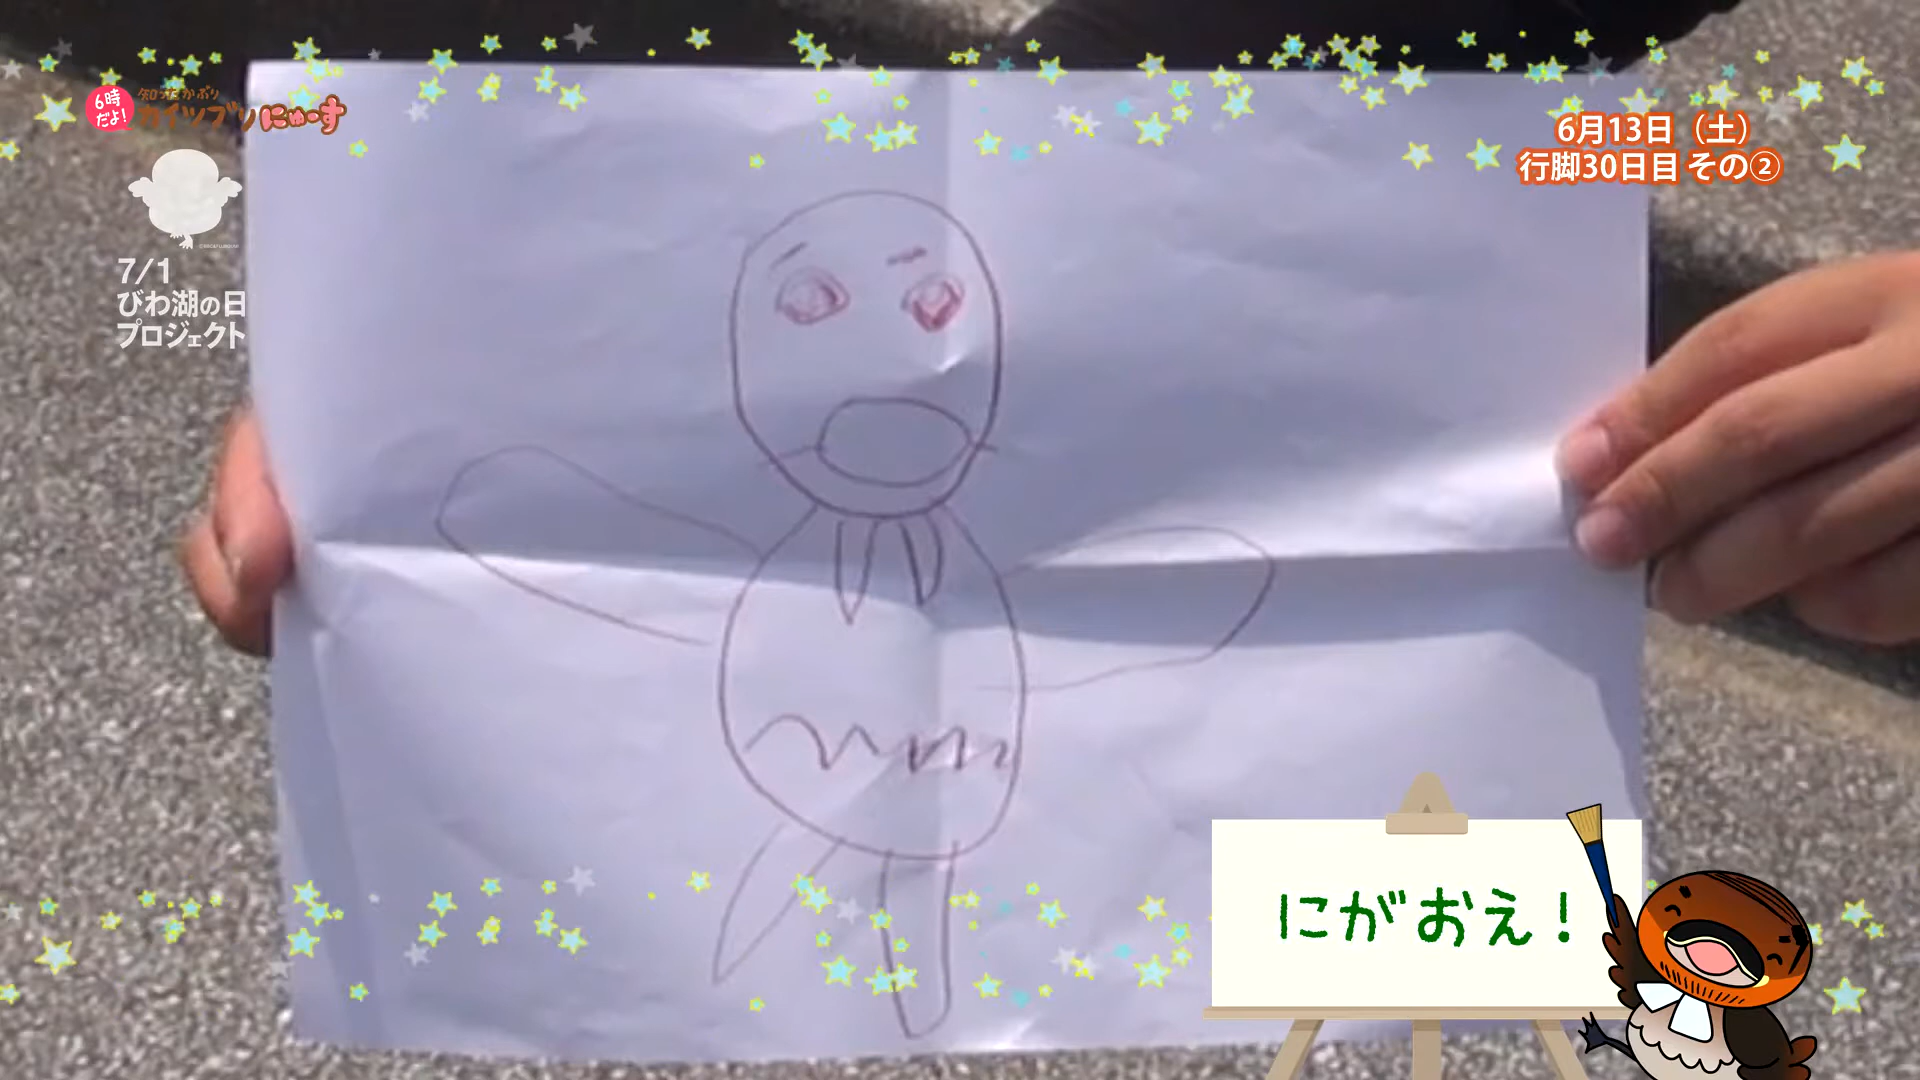 6時
だよ!
知ったかぶり
カイツブリにゅーす
6月13日（土）
行脚30日目 その②
7/1
びわ湖の日
プロジェクト
にがおえ！